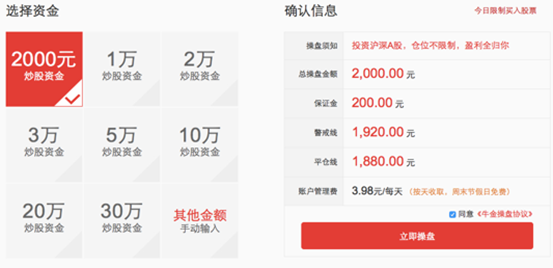 选择资金
2000元
炒股资金
1万
炒股资金
2万
炒股资金
3万
炒股资金
5万
炒股资金
10万
炒股资金
20万
炒股资金
30万
炒股资金
其他金额
手动输入
确认信息
今日限制买入股票
操盘须知 投资沪深A股，仓位不限制，盈利全归你
总操盘金额 2,000.00 元
保证金 200.00 元
警戒线 1,920.00 元
平仓线 1,880.00 元
账户管理费 3.98元/每天 （按天收取，周末节假日免费）
同意《牛金操盘协议》
立即操盘